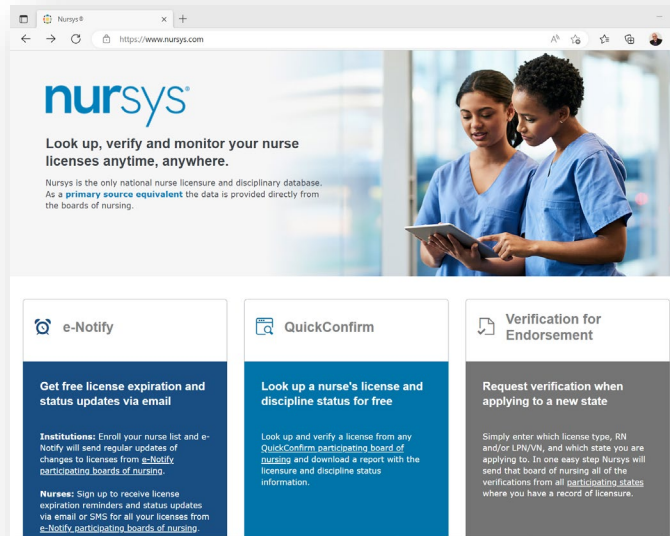 Nursys®
https://www.nursys.com
nursys®
Look up, verify and monitor your nurse
licenses anytime, anywhere.
Nursys is the only national nurse licensure and disciplinary database.
As a primary source equivalent the data is provided directly from
the boards of nursing.
e-Notify
Get free license expiration and
status updates via email
Institutions: Enroll your nurse list and e-
Notify will send regular updates of
changes to licenses from e-Notify
participating boards of nursing.
Nurses: Sign up to receive license
expiration reminders and status updates
via email or SMS for all your licenses from
e-Notify participating boards of nursing.
QuickConfirm
Look up a nurse's license and
discipline status for free
Look up and verify a license from any
QuickConfirm participating board of
nursing and download a report with the
licensure and discipline status
information.
Verification for
Endorsement
Request verification when
applying to a new state
Simply enter which license type, RN
and/or LPN/VN, and which state you are
applying to. In one easy step Nursys will
send that board of nursing all of the
verifications from all participating states
where you have a record of licensure.